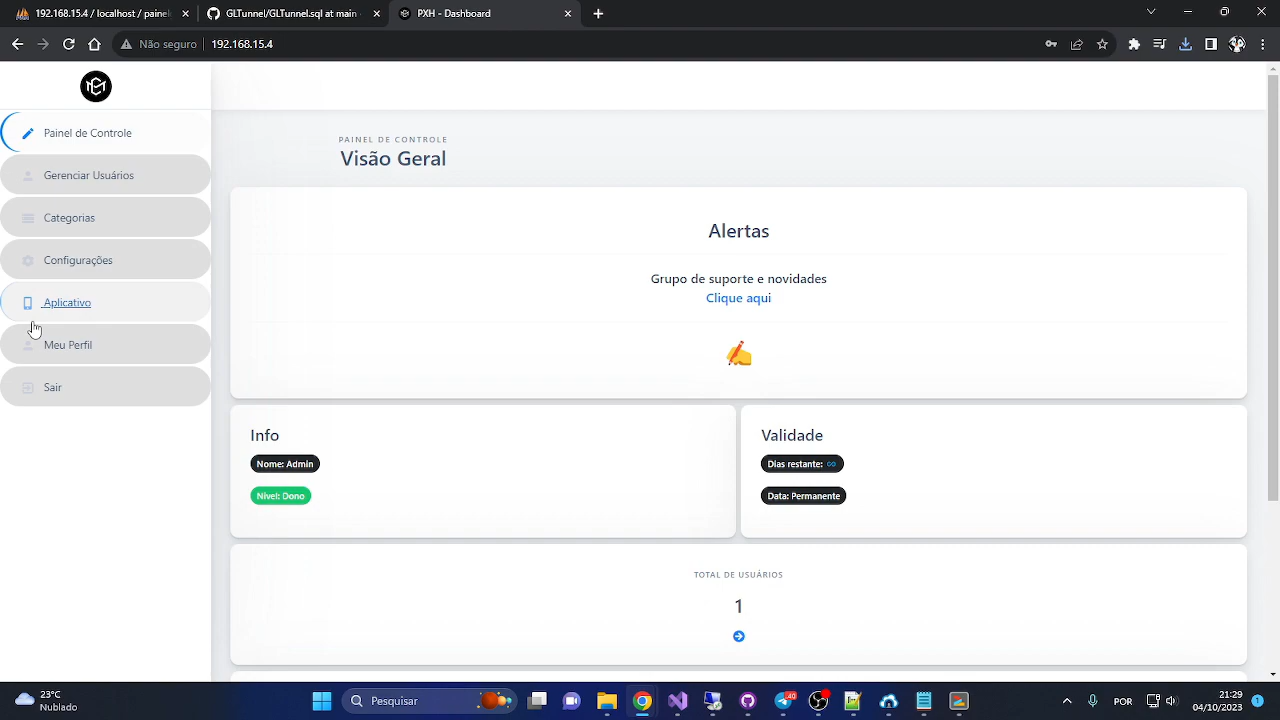 192.168.15.4 / localhost / painel
GLTunnel/GLTunnel.sql at main
PXH - Dashboard
Não seguro
192.168.15.4
Painel de Controle
Gerenciar Usuários
Categorias
Configurações
Aplicativo
Meu Perfil
Sair
PAINEL DE CONTROLE
Visão Geral
Alertas
Grupo de suporte e novidades
Clique aqui
Info
Nome: Admin
Nível: Dono
Validade
Dias restante: ∞
Data: Permanente
TOTAL DE USUÁRIOS
1
23°C
Nublado
Pesquisar
40
POR
21:29
04/10/2023
1